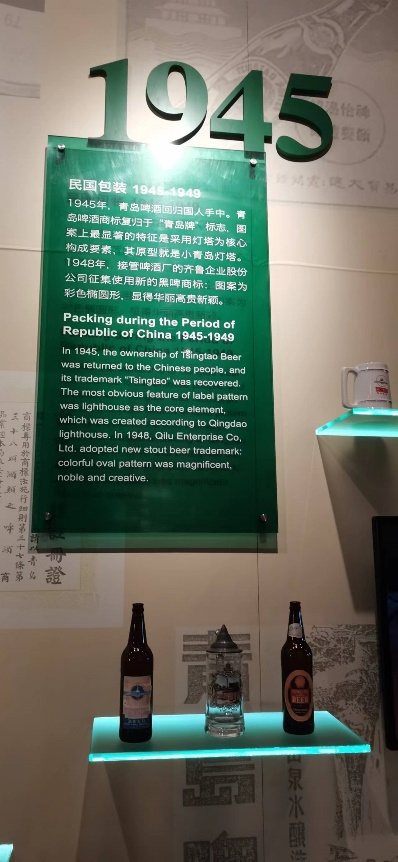 1945
民国包装 1945-1949
1945年，青岛啤酒回归国人手中。青
岛啤酒商标复归于“青岛牌”标志，图
案上最显著的特征是采用灯塔为核心
构成要素，其原型就是小青岛灯塔。
1948年，接管啤酒厂的齐鲁企业股份
公司征集使用新的黑啤商标：图案为
彩色椭圆形，显得华丽高贵新颖。
Packing during the Period of
Republic of China 1945-1949
In 1945, the ownership of Tsingtao Beer
was returned to the Chinese people, and
its trademark "Tsingtao" was recovered.
The most obvious feature of label pattern
was lighthouse as the core element,
which was created according to Qingdao
lighthouse. In 1948, Qilu Enterprise Co,
Ltd. adopted new stout beer trademark;
colorful oval pattern was magnificent,
noble and creative.
BEER